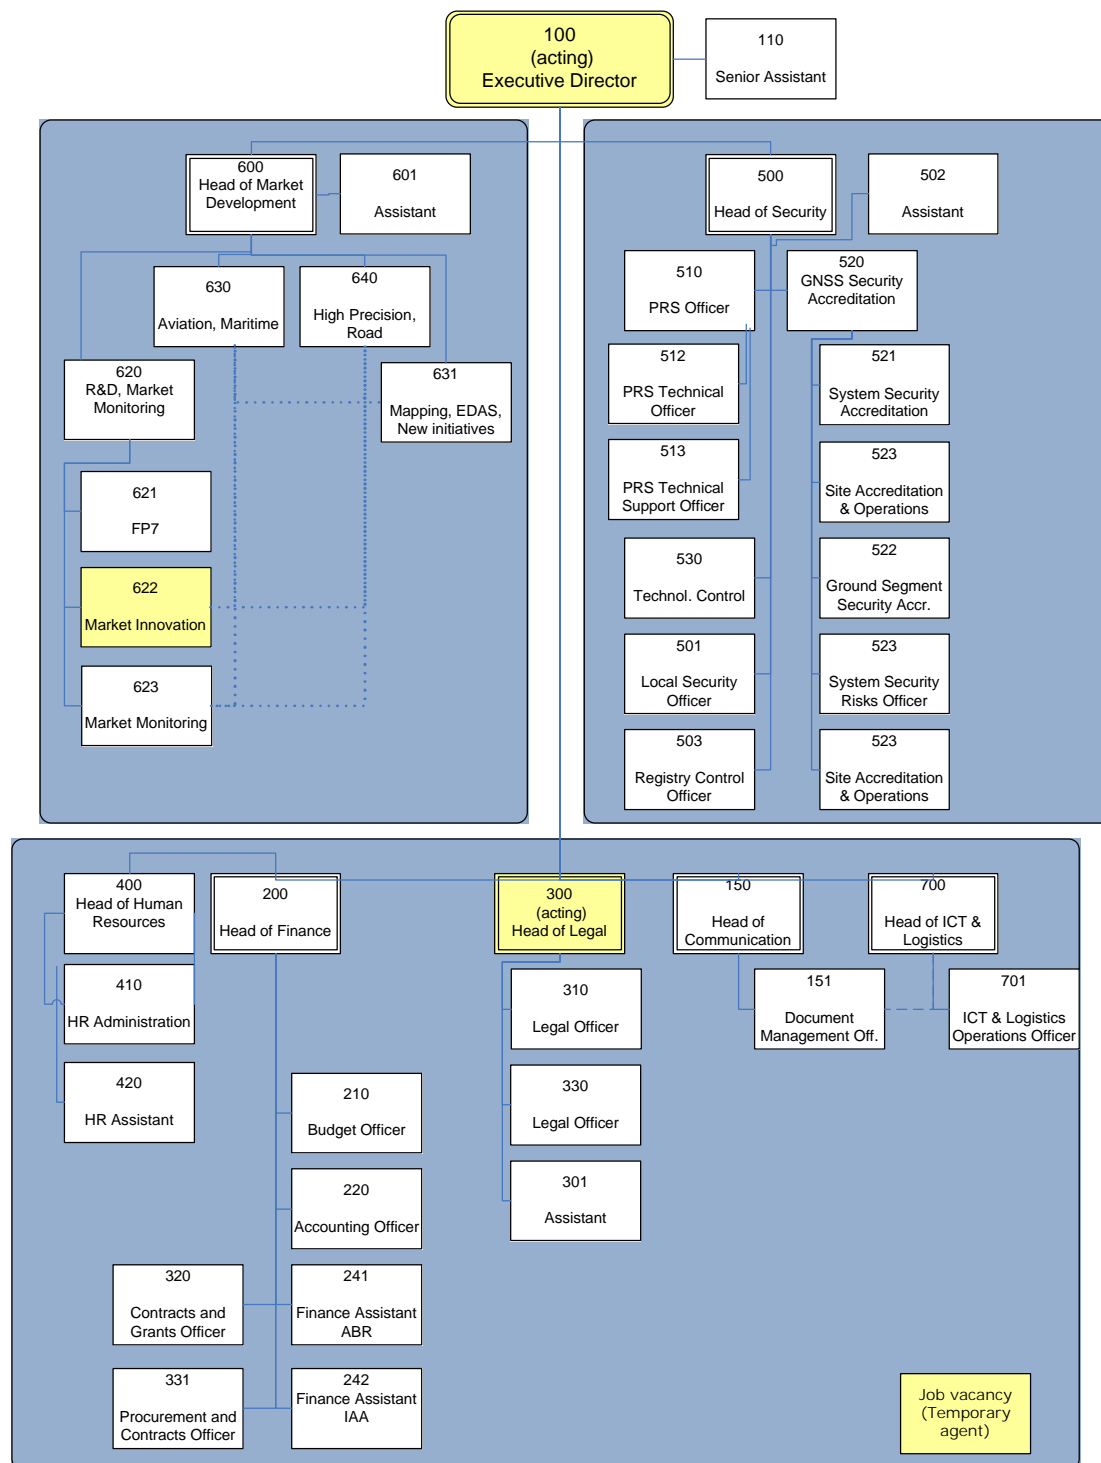 100
(acting)
Executive Director
110
Senior Assistant
600
Head of Market
Development
601
Assistant
630
Aviation, Maritime
640
High Precision,
Road
620
R&D, Market
Monitoring
631
Mapping, EDAS,
New initiatives
621
FP7
622
Market Innovation
623
Market Monitoring
500
Head of Security
502
Assistant
510
PRS Officer
520
GNSS Security
Accreditation
512
PRS Technical
Officer
521
System Security
Accreditation
513
PRS Technical
Support Officer
523
Site Accreditation
& Operations
530
Technol. Control
522
Ground Segment
Security Accr.
501
Local Security
Officer
523
System Security
Risks Officer
503
Registry Control
Officer
523
Site Accreditation
& Operations
400
Head of Human
Resources
200
Head of Finance
300
(acting)
Head of Legal
150
Head of
Communication
700
Head of ICT &
Logistics
410
HR Administration
310
Legal Officer
151
Document
Management Off.
701
ICT & Logistics
Operations Officer
420
HR Assistant
210
Budget Officer
330
Legal Officer
220
Accounting Officer
301
Assistant
320
Contracts and
Grants Officer
241
Finance Assistant
ABR
331
Procurement and
Contracts Officer
242
Finance Assistant
IAA
Job vacancy
(Temporary
agent)